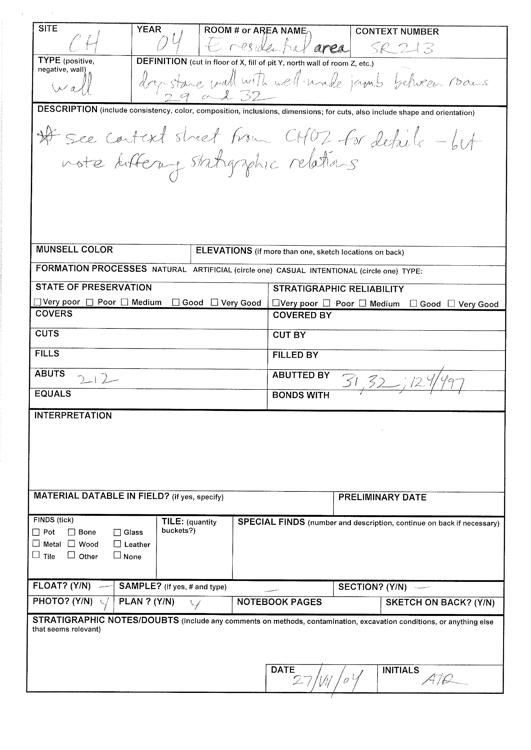 SITE CH YEAR 04 ROOM # or AREA NAME E residential area CONTEXT NUMBER SR213
TYPE (positive, negative, wall) wall
DEFINITION (cut in floor of X, fill of pit Y, north wall of room Z, etc.)
dry stone wall with well-made jamb between rooms
29 and 32
DESCRIPTION (include consistency, color, composition, inclusions, dimensions; for cuts, also include shape and orientation)
* see context street from CH02 for details - but
note differing stratigraphic relations
MUNSELL COLOR ELEVATIONS (if more than one, sketch locations on back)
FORMATION PROCESSES NATURAL ARTIFICIAL (circle one) CASUAL INTENTIONAL (circle one) TYPE:
STATE OF PRESERVATION STRATIGRAPHIC RELIABILITY
☐Very poor ☐ Poor ☐ Medium ☐ Good ☐ Very Good ☐Very poor ☐ Poor ☐ Medium ☐ Good ☐ Very Good
COVERS COVERED BY
CUTS CUT BY
FILLS FILLED BY
ABUTS 212 ABUTTED BY 31, 32; 124/497
EQUALS BONDS WITH
INTERPRETATION
MATERIAL DATABLE IN FIELD? (if yes, specify) PRELIMINARY DATE
FINDS (tick) TILE: (quantity buckets?) SPECIAL FINDS (number and description, continue on back if necessary)
☐ Pot ☐ Bone ☐ Glass
☐ Metal ☐ Wood ☐ Leather
☐ Tile ☐ Other ☐ None
FLOAT? (Y/N) – SAMPLE? (if yes, # and type) – SECTION? (Y/N) –
PHOTO? (Y/N) Y PLAN ? (Y/N) Y NOTEBOOK PAGES SKETCH ON BACK? (Y/N)
STRATIGRAPHIC NOTES/DOUBTS (include any comments on methods, contamination, excavation conditions, or anything else
that seems relevant)
DATE 27/VII/04 INITIALS